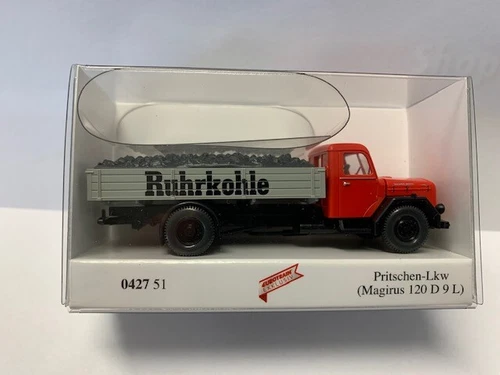 Ruhrkohle
0427 51
Pritschen-Lkw
(Magirus 120 D 9 L)